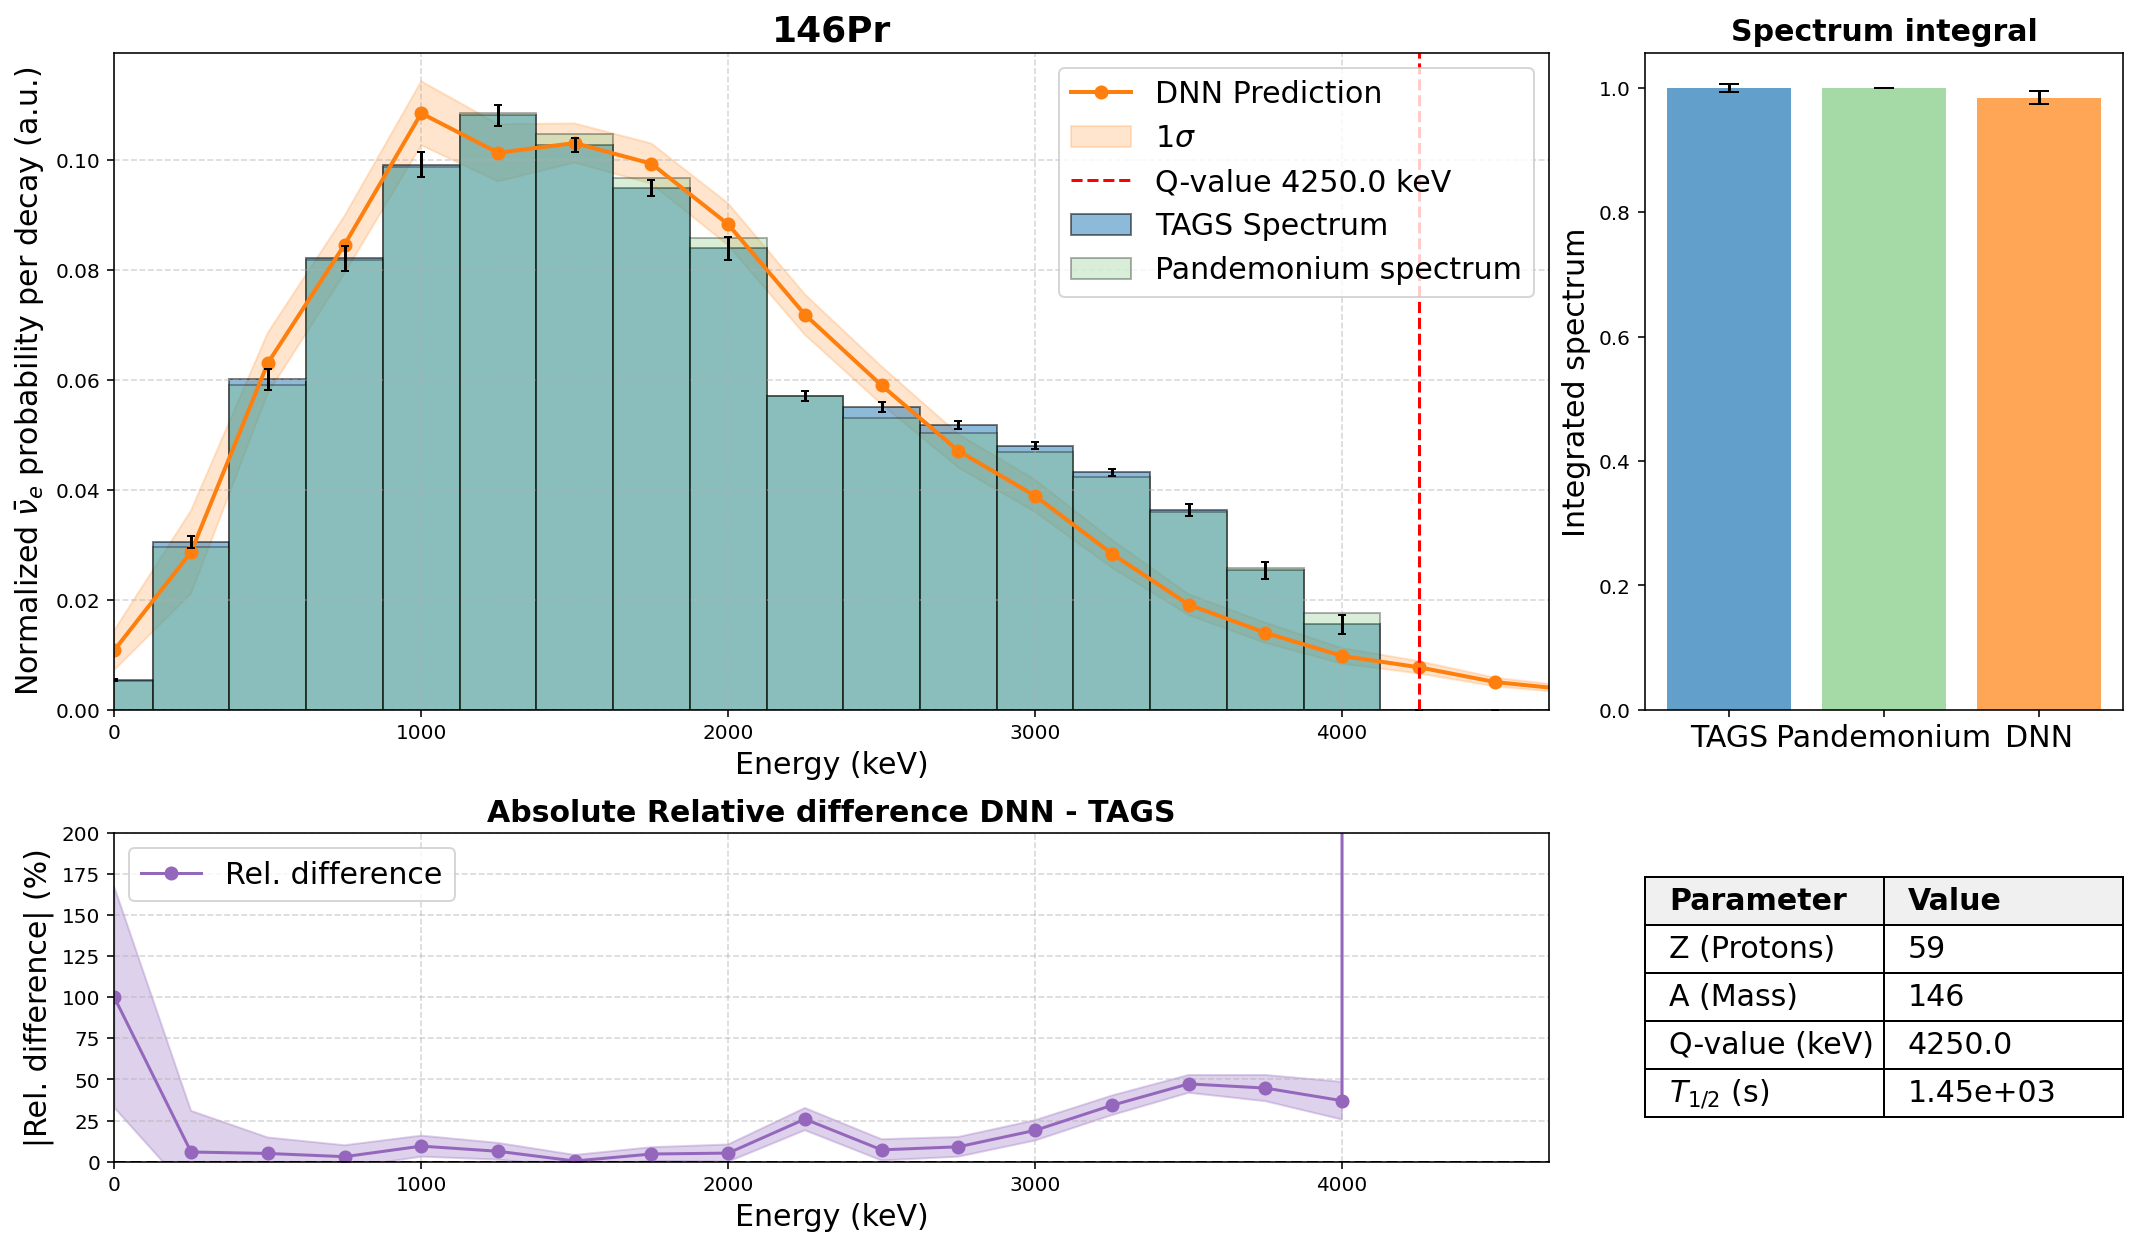 146Pr
Normalized ν̄e probability per decay (a.u.)
0.10
0.08
0.06
0.04
0.02
0.00
DNN Prediction
1σ
Q-value 4250.0 keV
TAGS Spectrum
Pandemonium spectrum
0 1000 2000 3000 4000
Energy (keV)
Spectrum integral
Integrated spectrum
1.0
0.8
0.6
0.4
0.2
0.0
TAGS Pandemonium DNN
Absolute Relative difference DNN - TAGS
|Rel. difference| (%)
200
175
150
125
100
75
50
25
0
Rel. difference
0 1000 2000 3000 4000
Energy (keV)
Parameter Value
Z (Protons) 59
A (Mass) 146
Q-value (keV) 4250.0
T1/2 (s) 1.45e+03